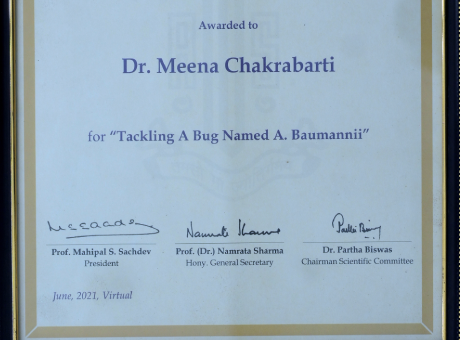 Awarded to
Dr. Meena Chakrabarti
for “Tackling A Bug Named A. Baumannii”
Prof. Mahipal S. Sachdev Prof. (Dr.) Namrata Sharma Dr. Partha Biswas
President Hony. General Secretary Chairman Scientific Committee
June, 2021, Virtual